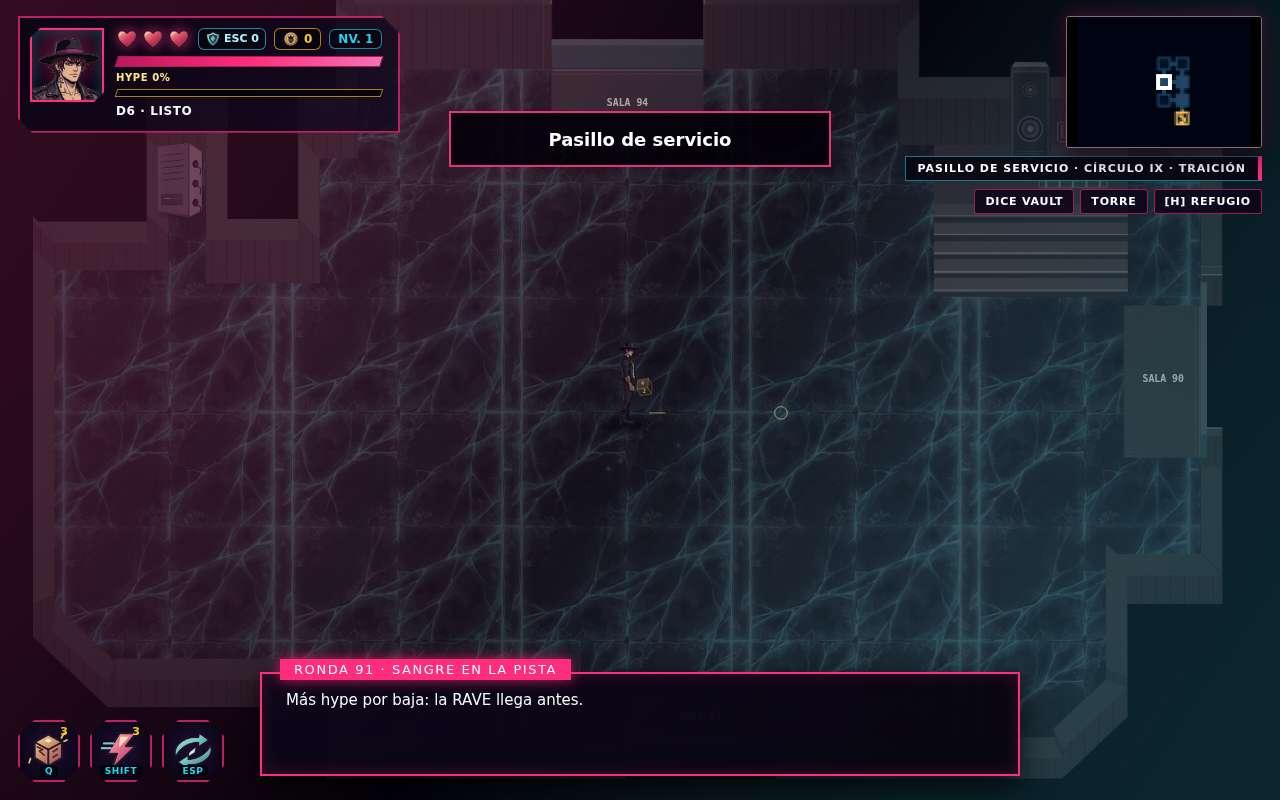 ESC 0
0
NV. 1
HYPE 0%
D6 · LISTO
SALA 94
Pasillo de servicio
PASILLO DE SERVICIO · CÍRCULO IX · TRAICIÓN
DICE VAULT
TORRE
[H] REFUGIO
SALA 90
RONDA 91 · SANGRE EN LA PISTA
Más hype por baja: la RAVE llega antes.
3
Q
3
SHIFT
ESP